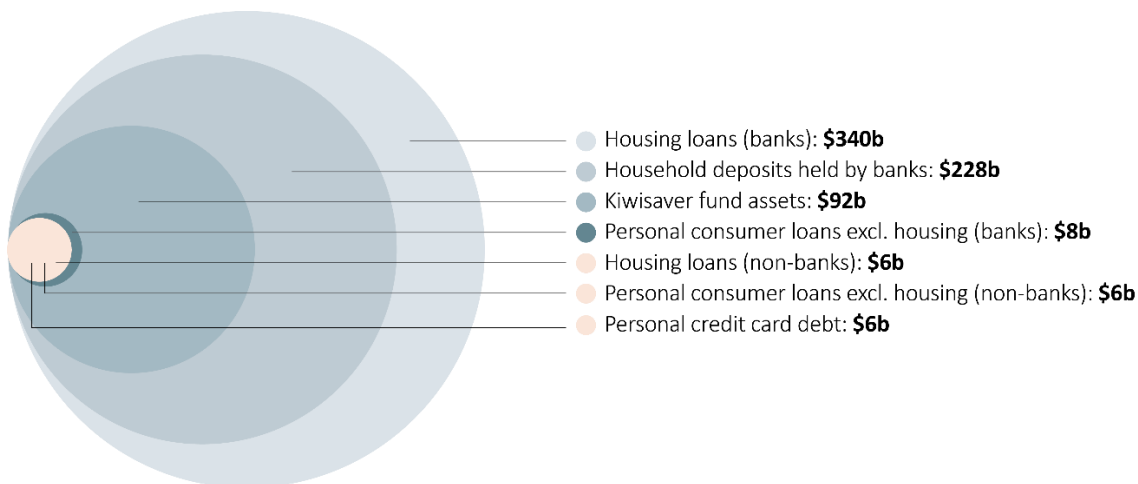 Housing loans (banks): $340b
Household deposits held by banks: $228b
Kiwisaver fund assets: $92b
Personal consumer loans excl. housing (banks): $8b
Housing loans (non-banks): $6b
Personal consumer loans excl. housing (non-banks): $6b
Personal credit card debt: $6b